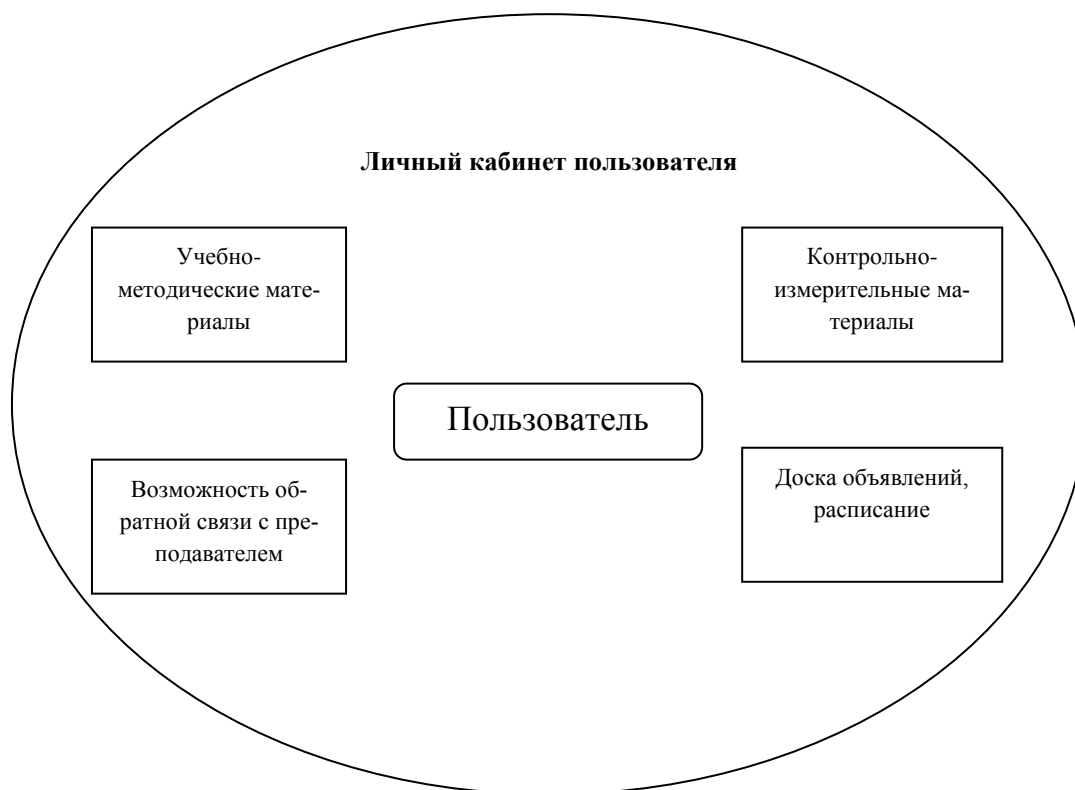 Личный кабинет пользователя
Учебно-
методические мате-
риалы
Контрольно-
измерительные ма-
териалы
Пользователь
Возможность об-
ратной связи с пре-
подавателем
Доска объявлений,
расписание